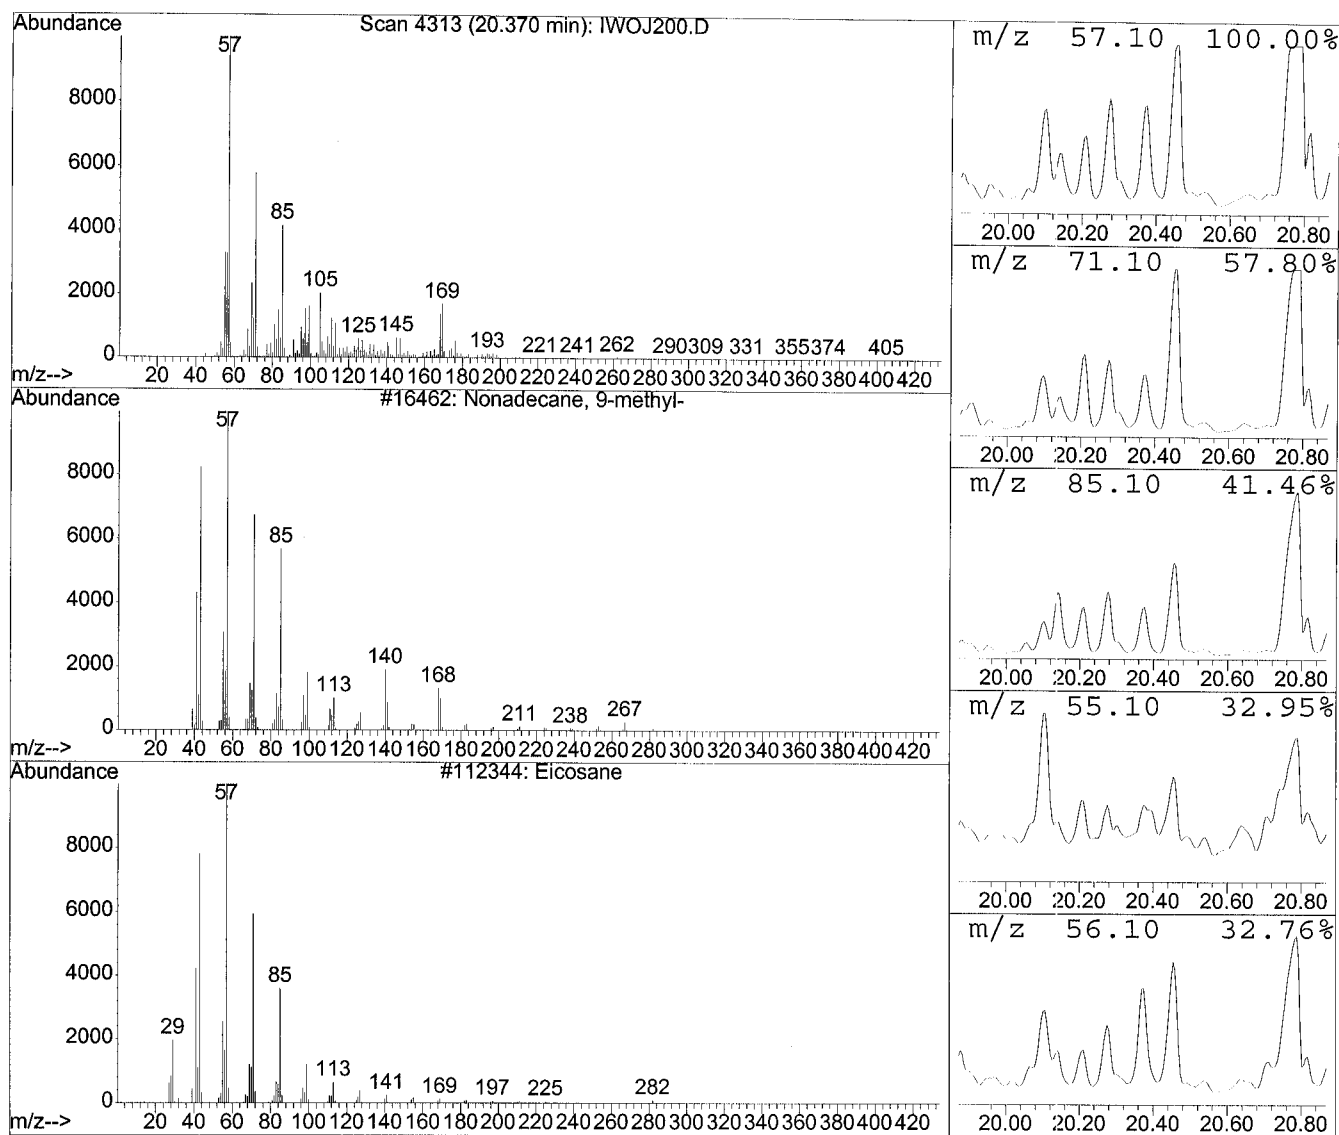 Abundance
Scan 4313 (20.370 min): IWOJ200.D
57
8000
6000
4000
85
2000
105
169
125 145
193
221 241 262 290 309 331 355 374 405
0
m/z-->
20 40 60 80 100 120 140 160 180 200 220 240 260 280 300 320 340 360 380 400 420
Abundance
#16462: Nonadecane, 9-methyl-
57
8000
6000
85
4000
2000
140
113
168
211 238 267
0
m/z-->
20 40 60 80 100 120 140 160 180 200 220 240 260 280 300 320 340 360 380 400 420
Abundance
#112344: Eicosane
57
8000
6000
4000
85
29
2000
113
141 169 197 225 282
0
m/z-->
20 40 60 80 100 120 140 160 180 200 220 240 260 280 300 320 340 360 380 400 420
m/z 57.10 100.00%
20.00 20.20 20.40 20.60 20.80
m/z 71.10 57.80%
20.00 20.20 20.40 20.60 20.80
m/z 85.10 41.46%
20.00 20.20 20.40 20.60 20.80
m/z 55.10 32.95%
20.00 20.20 20.40 20.60 20.80
m/z 56.10 32.76%
20.00 20.20 20.40 20.60 20.80